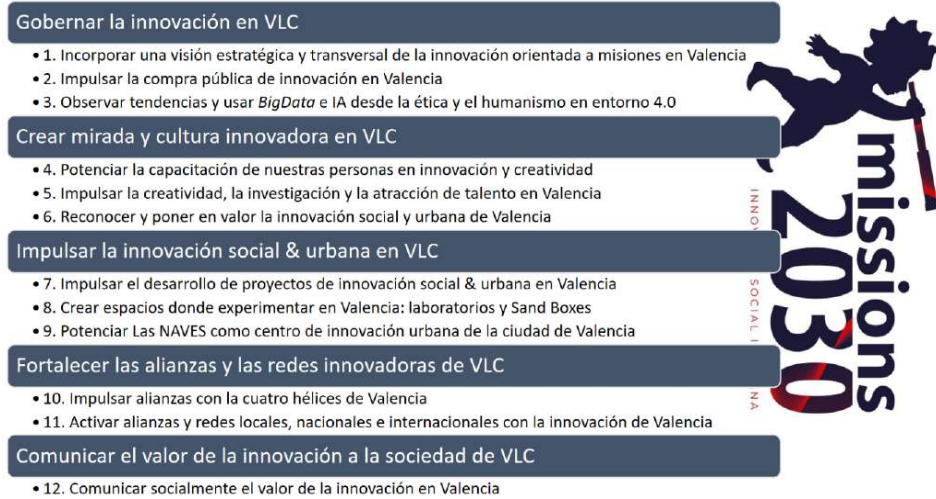 Gobernar la innovación en VLC
• 1. Incorporar una visión estratégica y transversal de la innovación orientada a misiones en Valencia
• 2. Impulsar la compra pública de innovación en Valencia
• 3. Observar tendencias y usar BigData e IA desde la ética y el humanismo en entorno 4.0
Crear mirada y cultura innovadora en VLC
• 4. Potenciar la capacitación de nuestras personas en innovación y creatividad
• 5. Impulsar la creatividad, la investigación y la atracción de talento en Valencia
• 6. Reconocer y poner en valor la innovación social y urbana de Valencia
Impulsar la innovación social & urbana en VLC
• 7. Impulsar el desarrollo de proyectos de innovación social & urbana en Valencia
• 8. Crear espacios donde experimentar en Valencia: laboratorios y Sand Boxes
• 9. Potenciar Las NAVES como centro de innovación urbana de la ciudad de Valencia
Fortalecer las alianzas y las redes innovadoras de VLC
• 10. Impulsar alianzas con la cuatro hélices de Valencia
• 11. Activar alianzas y redes locales, nacionales e internacionales con la innovación de Valencia
Comunicar el valor de la innovación a la sociedad de VLC
• 12. Comunicar socialmente el valor de la innovación en Valencia
missions
2030
SOCIAL